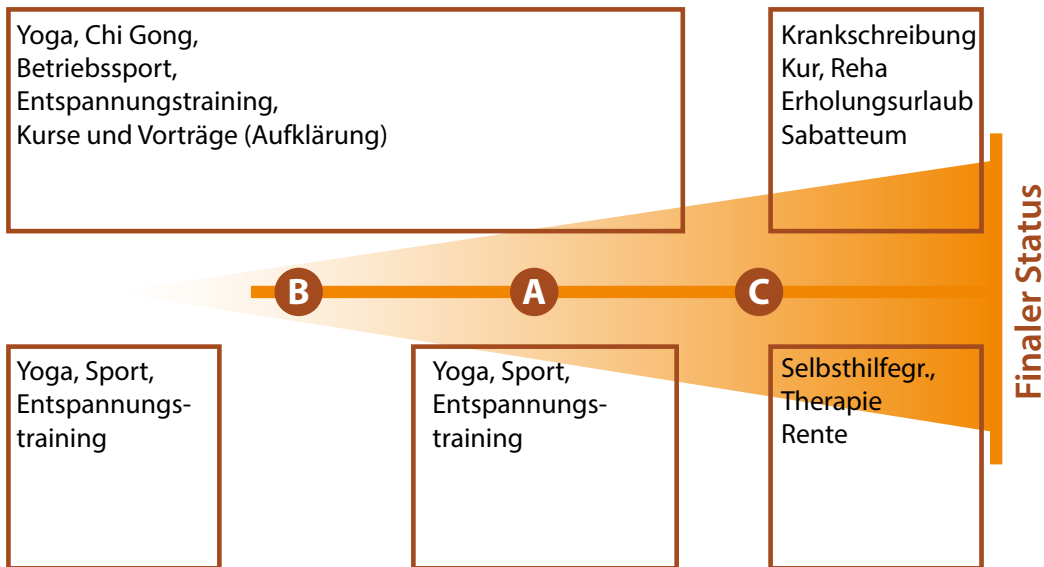 Yoga, Chi Gong,
Betriebssport,
Entspannungstraining,
Kurse und Vorträge (Aufklärung)
Krankschreibung
Kur, Reha
Erholungsurlaub
Sabatteum
B
A
C
Finaler Status
Yoga, Sport,
Entspannungs-
training
Yoga, Sport,
Entspannungs-
training
Selbsthilfegr.,
Therapie
Rente